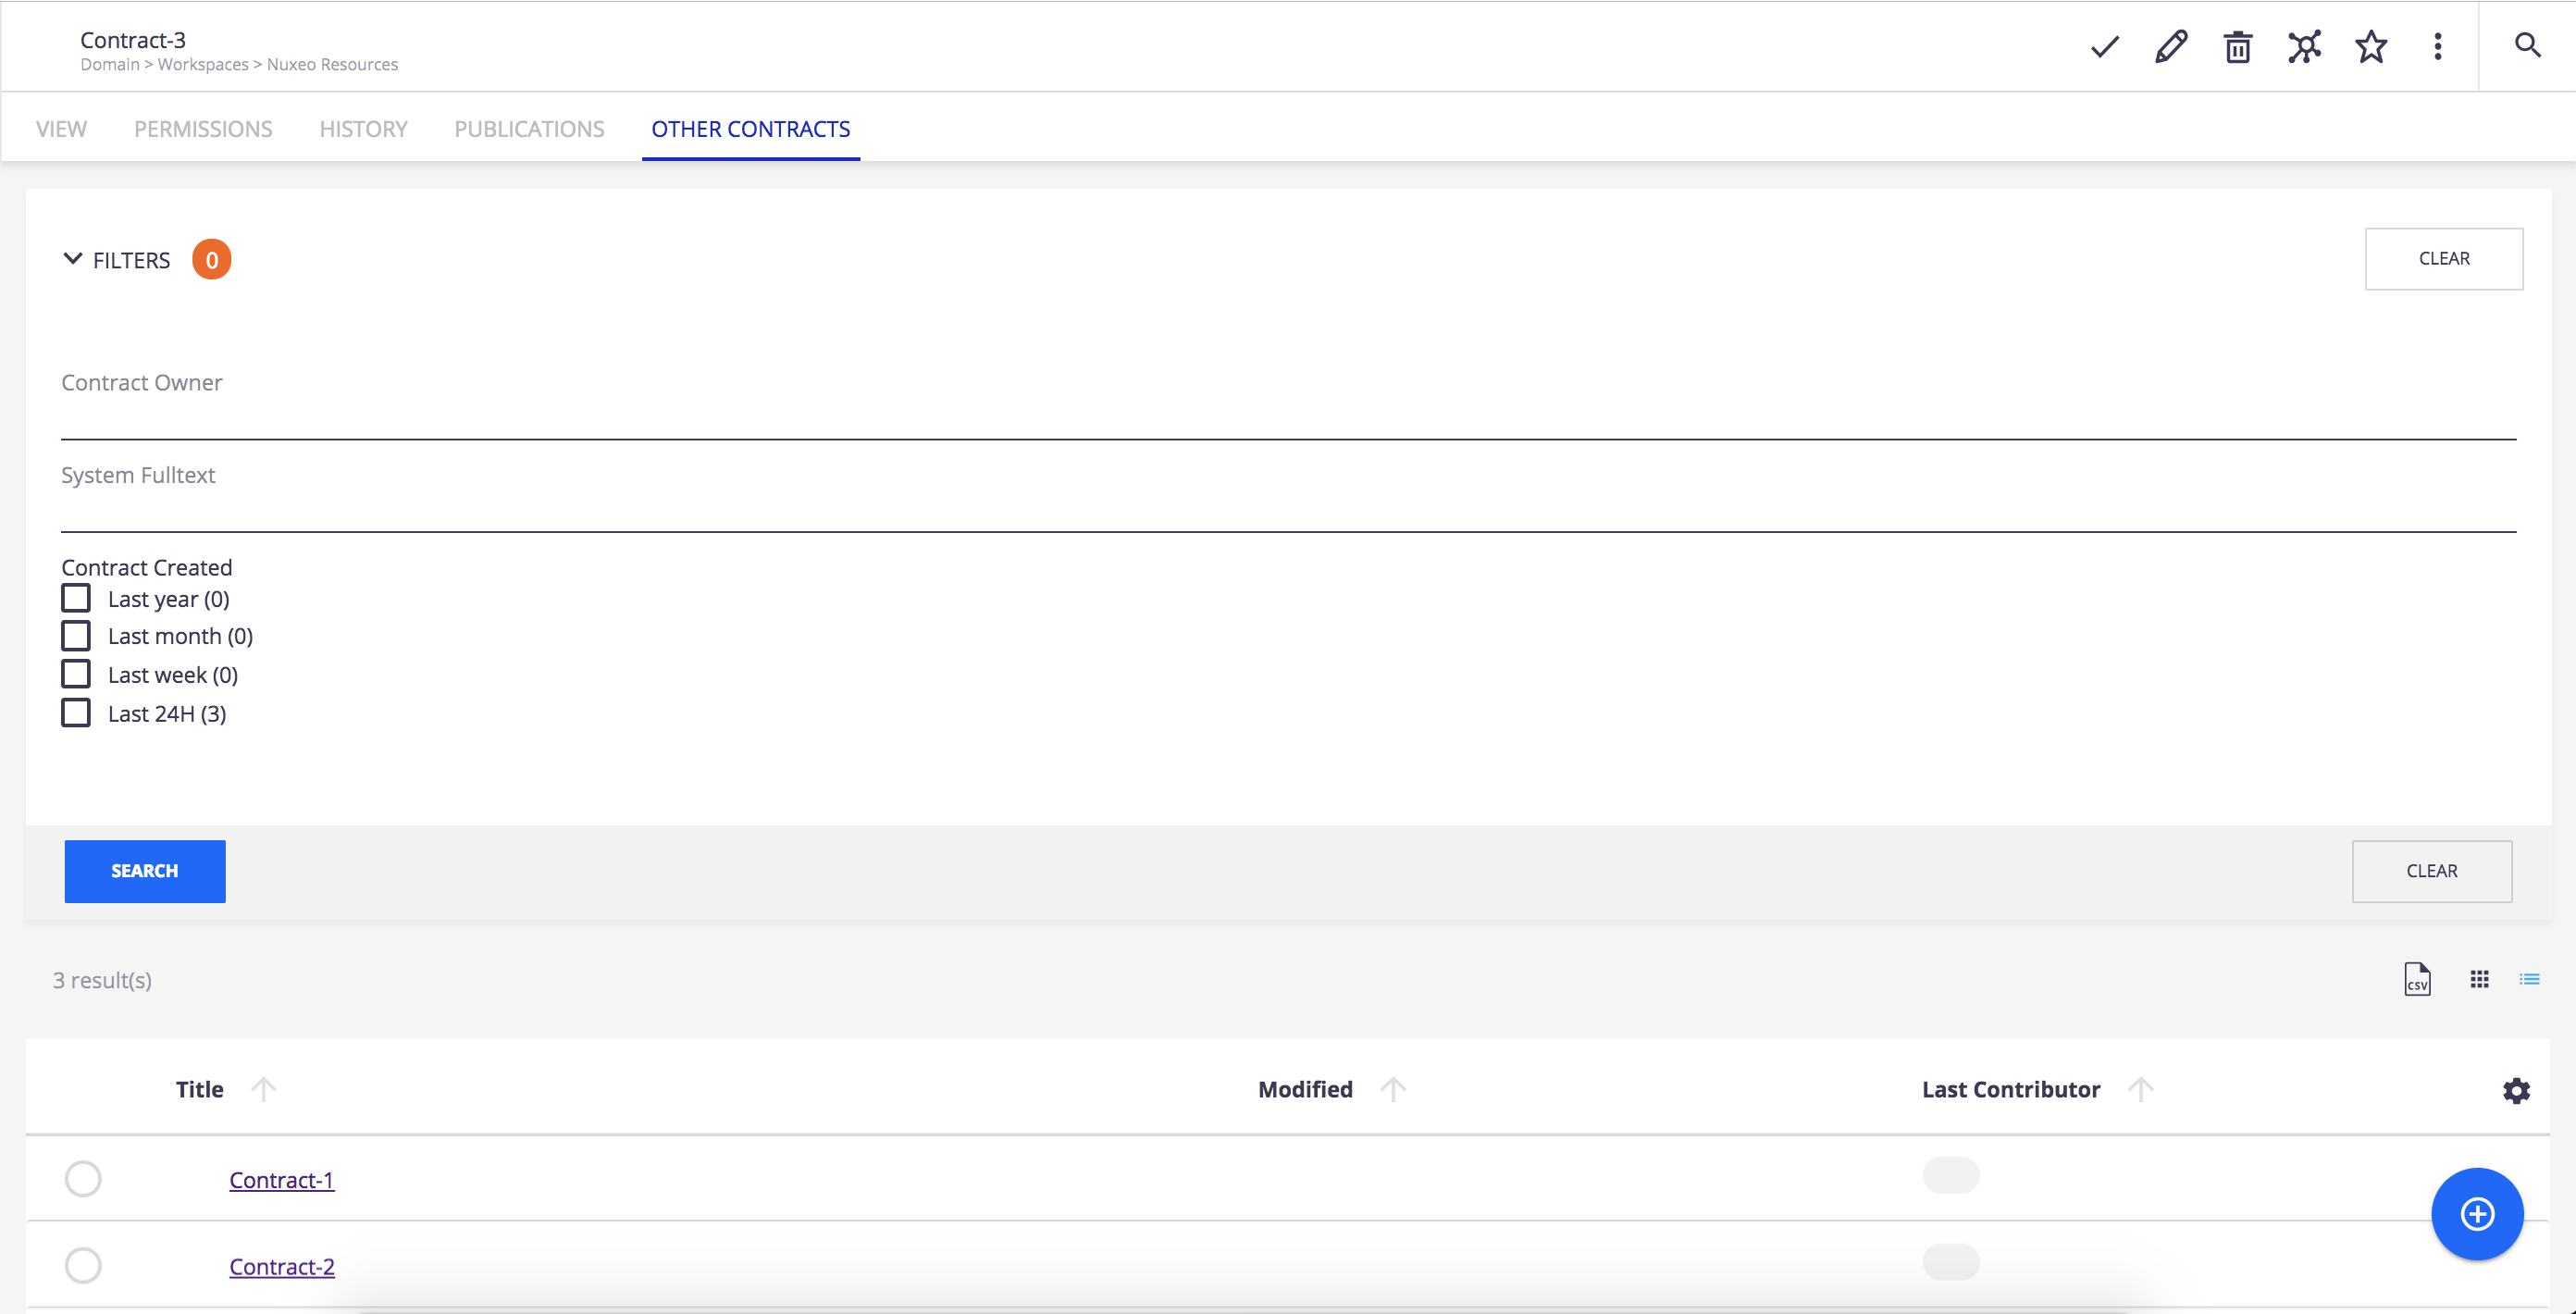 Contract-3
Domain > Workspaces > Nuxeo Resources
VIEW PERMISSIONS HISTORY PUBLICATIONS OTHER CONTRACTS
FILTERS 0 CLEAR
Contract Owner
System Fulltext
Contract Created
Last year (0)
Last month (0)
Last week (0)
Last 24H (3)
SEARCH CLEAR
3 result(s) CSV
Title Modified Last Contributor
Contract-1
Contract-2